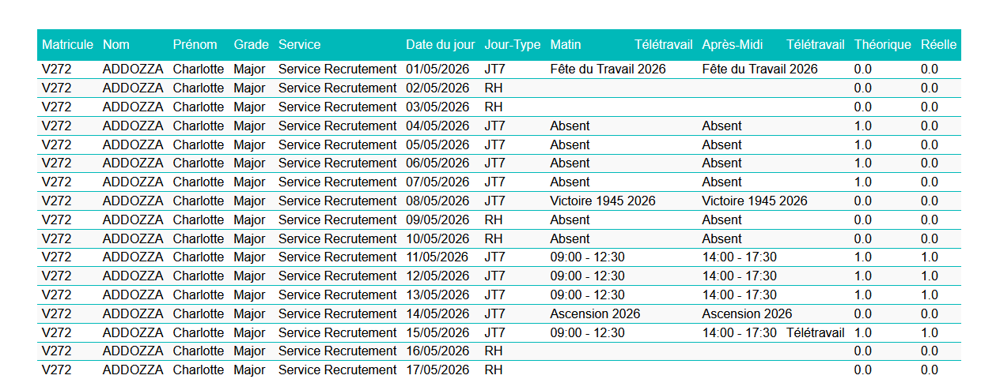 Matricule Nom Prénom Grade Service Date du jour Jour-Type Matin Télétravail Après-Midi Télétravail Théorique Réelle
V272 ADDOZZA Charlotte Major Service Recrutement 01/05/2026 JT7 Fête du Travail 2026 Fête du Travail 2026 0.0 0.0
V272 ADDOZZA Charlotte Major Service Recrutement 02/05/2026 RH 0.0 0.0
V272 ADDOZZA Charlotte Major Service Recrutement 03/05/2026 RH 0.0 0.0
V272 ADDOZZA Charlotte Major Service Recrutement 04/05/2026 JT7 Absent Absent 1.0 0.0
V272 ADDOZZA Charlotte Major Service Recrutement 05/05/2026 JT7 Absent Absent 1.0 0.0
V272 ADDOZZA Charlotte Major Service Recrutement 06/05/2026 JT7 Absent Absent 1.0 0.0
V272 ADDOZZA Charlotte Major Service Recrutement 07/05/2026 JT7 Absent Absent 1.0 0.0
V272 ADDOZZA Charlotte Major Service Recrutement 08/05/2026 JT7 Victoire 1945 2026 Victoire 1945 2026 0.0 0.0
V272 ADDOZZA Charlotte Major Service Recrutement 09/05/2026 RH Absent Absent 0.0 0.0
V272 ADDOZZA Charlotte Major Service Recrutement 10/05/2026 RH Absent Absent 0.0 0.0
V272 ADDOZZA Charlotte Major Service Recrutement 11/05/2026 JT7 09:00 - 12:30 14:00 - 17:30 1.0 1.0
V272 ADDOZZA Charlotte Major Service Recrutement 12/05/2026 JT7 09:00 - 12:30 14:00 - 17:30 1.0 1.0
V272 ADDOZZA Charlotte Major Service Recrutement 13/05/2026 JT7 09:00 - 12:30 14:00 - 17:30 1.0 1.0
V272 ADDOZZA Charlotte Major Service Recrutement 14/05/2026 JT7 Ascension 2026 Ascension 2026 0.0 0.0
V272 ADDOZZA Charlotte Major Service Recrutement 15/05/2026 JT7 09:00 - 12:30 14:00 - 17:30 Télétravail 1.0 1.0
V272 ADDOZZA Charlotte Major Service Recrutement 16/05/2026 RH 0.0 0.0
V272 ADDOZZA Charlotte Major Service Recrutement 17/05/2026 RH 0.0 0.0